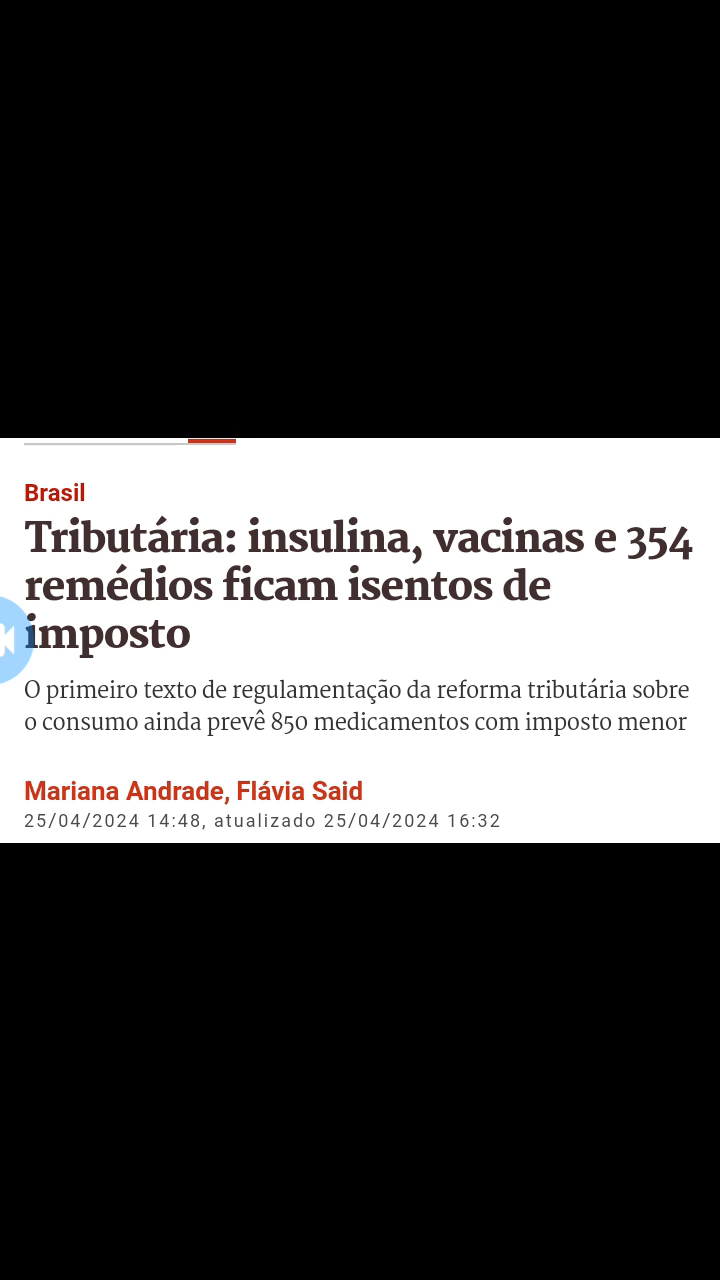 Brasil
Tributária: insulina, vacinas e 354
remédios ficam isentos de
imposto
O primeiro texto de regulamentação da reforma tributária sobre
o consumo ainda prevê 850 medicamentos com imposto menor
Mariana Andrade, Flávia Said
25/04/2024 14:48, atualizado 25/04/2024 16:32